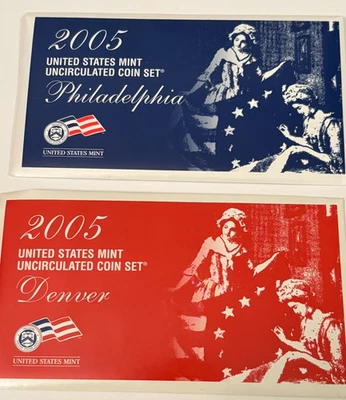 2005
UNITED STATES MINT
UNCIRCULATED COIN SET®
Philadelphia
UNITED STATES MINT
2005
UNITED STATES MINT
UNCIRCULATED COIN SET®
Denver
UNITED STATES MINT